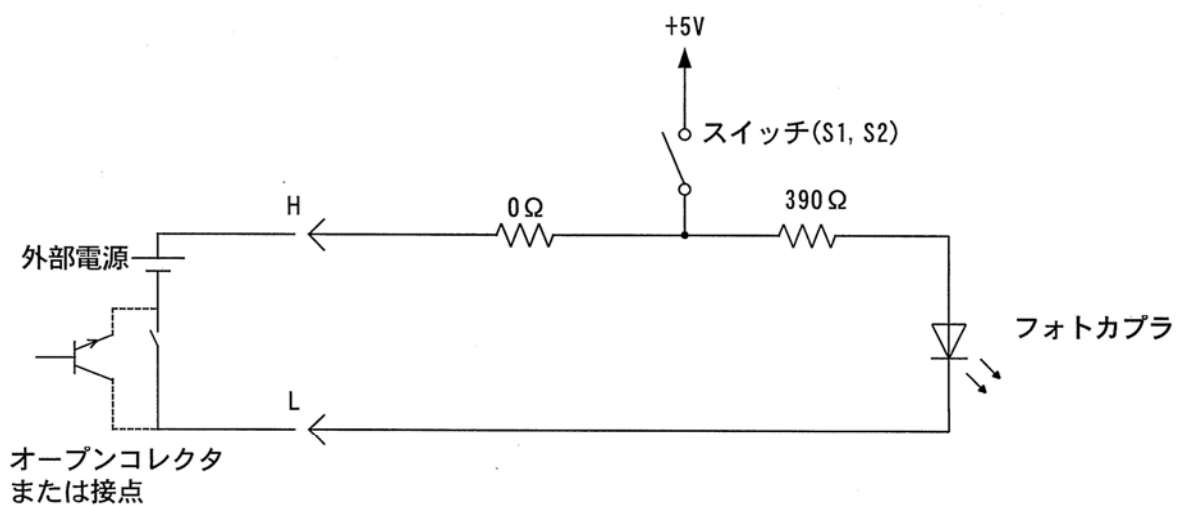 +5V
スイッチ(S1, S2)
H
0Ω
390Ω
外部電源
フォトカプラ
L
オープンコレクタ
または接点